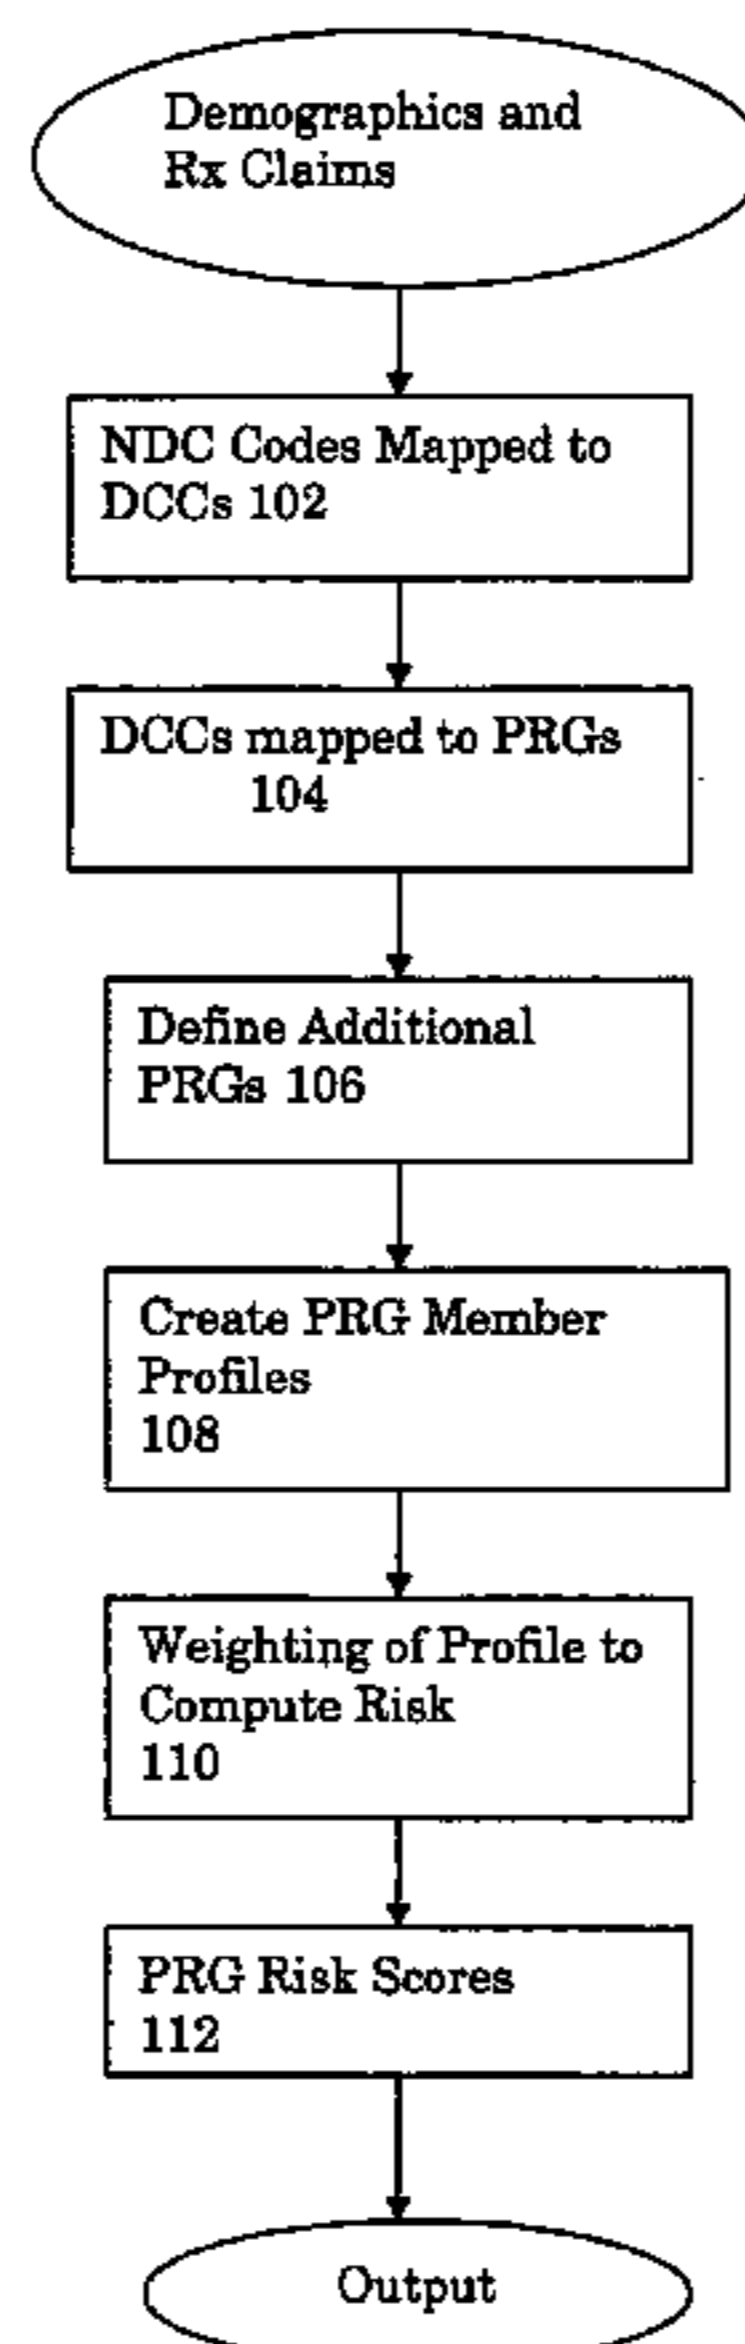 Demographics and
Rx Claims
NDC Codes Mapped to
DCCs 102
DCCs mapped to PRGs
104
Define Additional
PRGs 106
Create PRG Member
Profiles
108
Weighting of Profile to
Compute Risk
110
PRG Risk Scores
112
Output